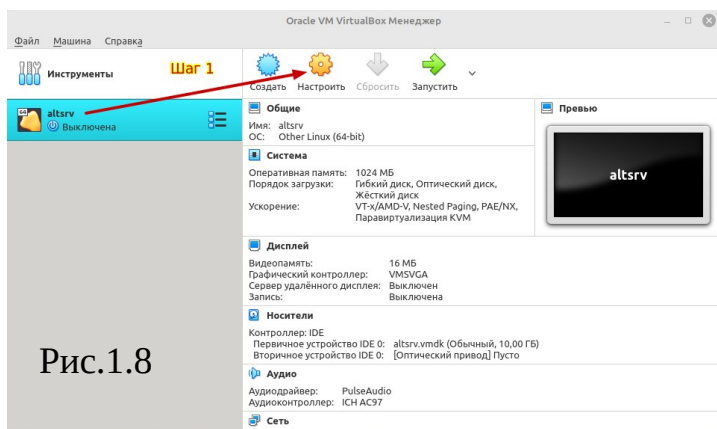 Oracle VM VirtualBox Менеджер
Файл Машина Справка
Инструменты
Шаг 1
Создать Настроить Сбросить Запустить
64
altsrv
Выключена
Общие
Имя: altsrv
ОС: Other Linux (64-bit)
Превью
altsrv
Система
Оперативная память: 1024 МБ
Порядок загрузки: Гибкий диск, Оптический диск,
Жёсткий диск
Ускорение: VT-x/AMD-V, Nested Paging, PAE/NX,
Паравиртуализация KVM
Дисплей
Видеопамять: 16 МБ
Графический контроллер: VMSVGA
Сервер удалённого дисплея: Выключен
Запись: Выключена
Носители
Контроллер: IDE
Первичное устройство IDE 0: altsrv.vmdk (Обычный, 10,00 ГБ)
Вторичное устройство IDE 0: [Оптический привод] Пусто
Аудио
Аудиодрайвер: PulseAudio
Аудиоконтроллер: ICH AC97
Сеть
Рис.1.8